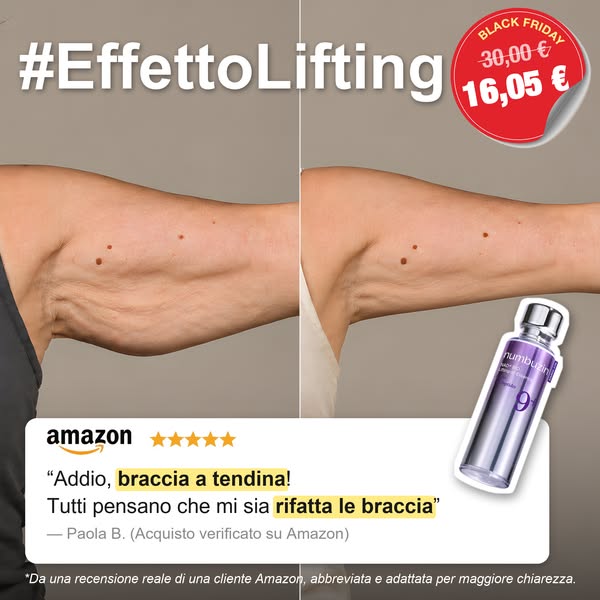 #EffettoLifting
BLACK FRIDAY
30,00 €
16,05 €
numbuzin
9+
amazon
“Addio, braccia a tendina!
Tutti pensano che mi sia rifatta le braccia”
— Paola B. (Acquisto verificato su Amazon)
*Da una recensione reale di una cliente Amazon, abbreviata e adattata per maggiore chiarezza.